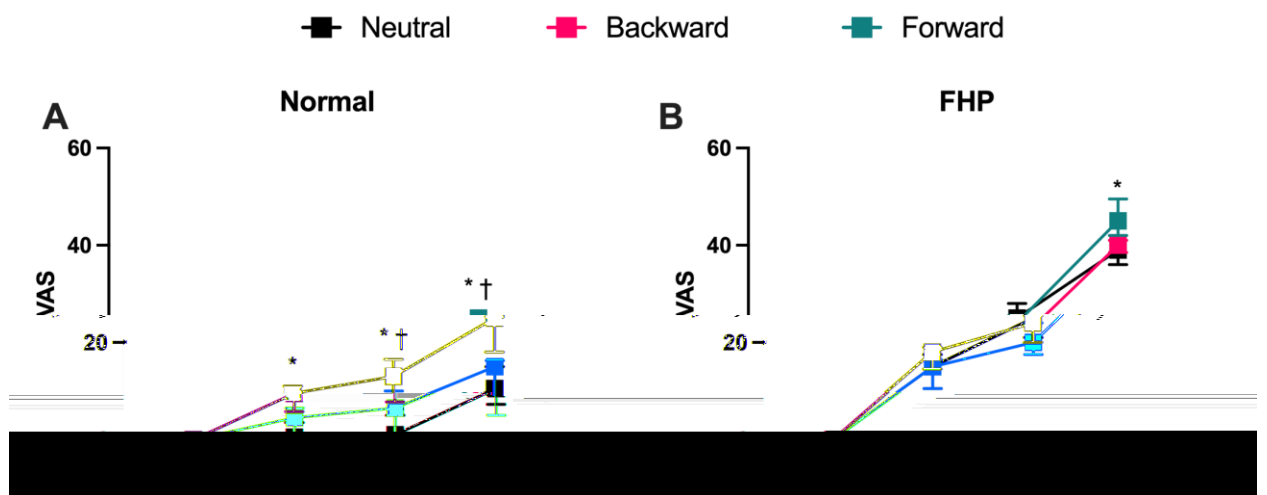 Neutral Backward Forward
A Normal B FHP
60 60
*
40 40
VAS VAS
* †
20 * † 20
*